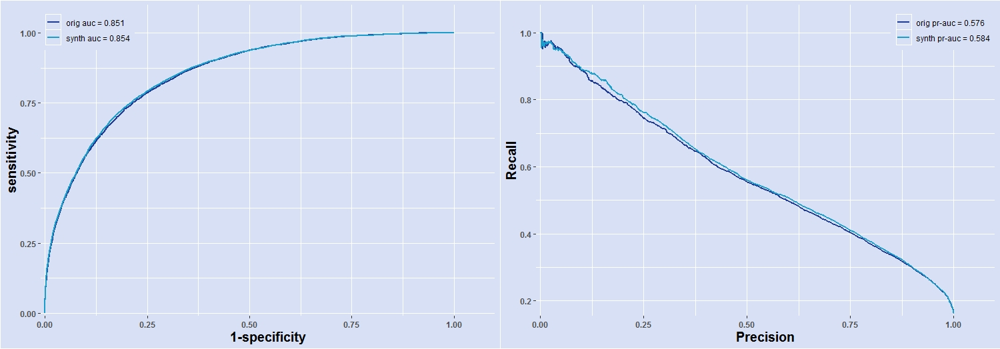 orig auc = 0.851
synth auc = 0.854
1.00
0.75
0.50
0.25
0.00
sensitivity
0.00 0.25 0.50 0.75 1.00
1-specificity
orig pr-auc = 0.576
synth pr-auc = 0.584
1.0
0.8
0.6
0.4
0.2
Recall
0.00 0.25 0.50 0.75 1.00
Precision